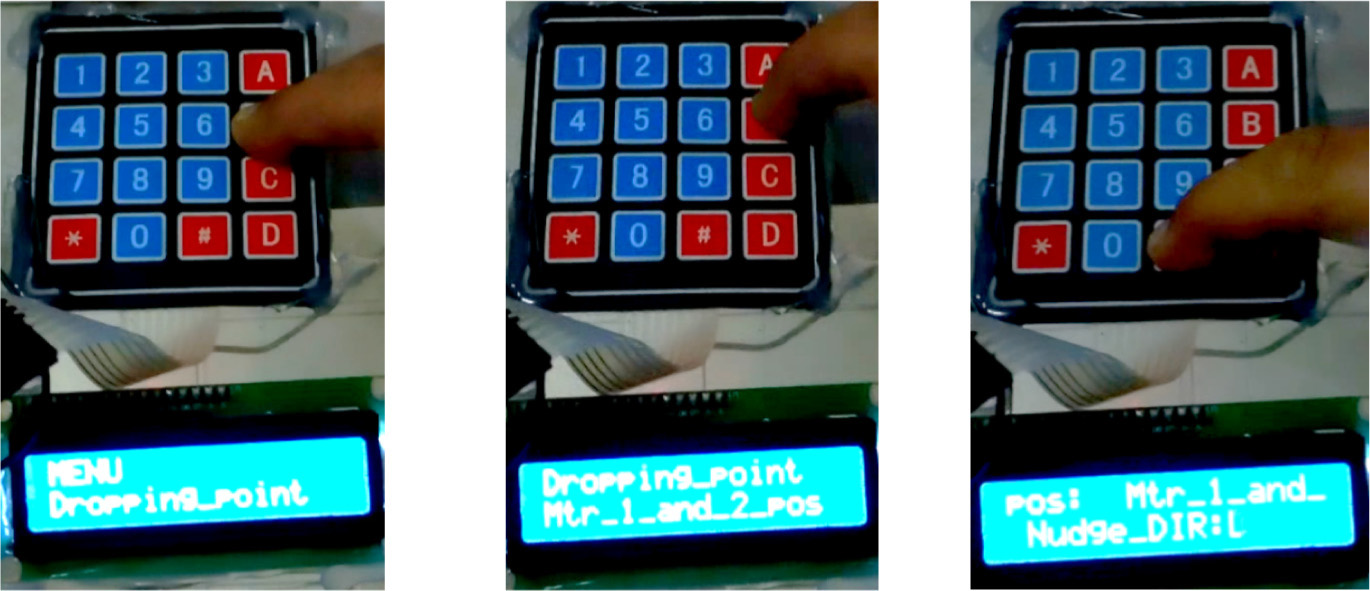 1 2 3 A
4 5 6
7 8 9 C
* 0 # D
MENU
Dropping_point
1 2 3 A
4 5 6
7 8 9 C
* 0 # D
Dropping_point
Mtr_1_and_2_pos
1 2 3 A
4 5 6 B
7 8 9
* 0
pos: Mtr_1_and_
Nudge_DIR:L